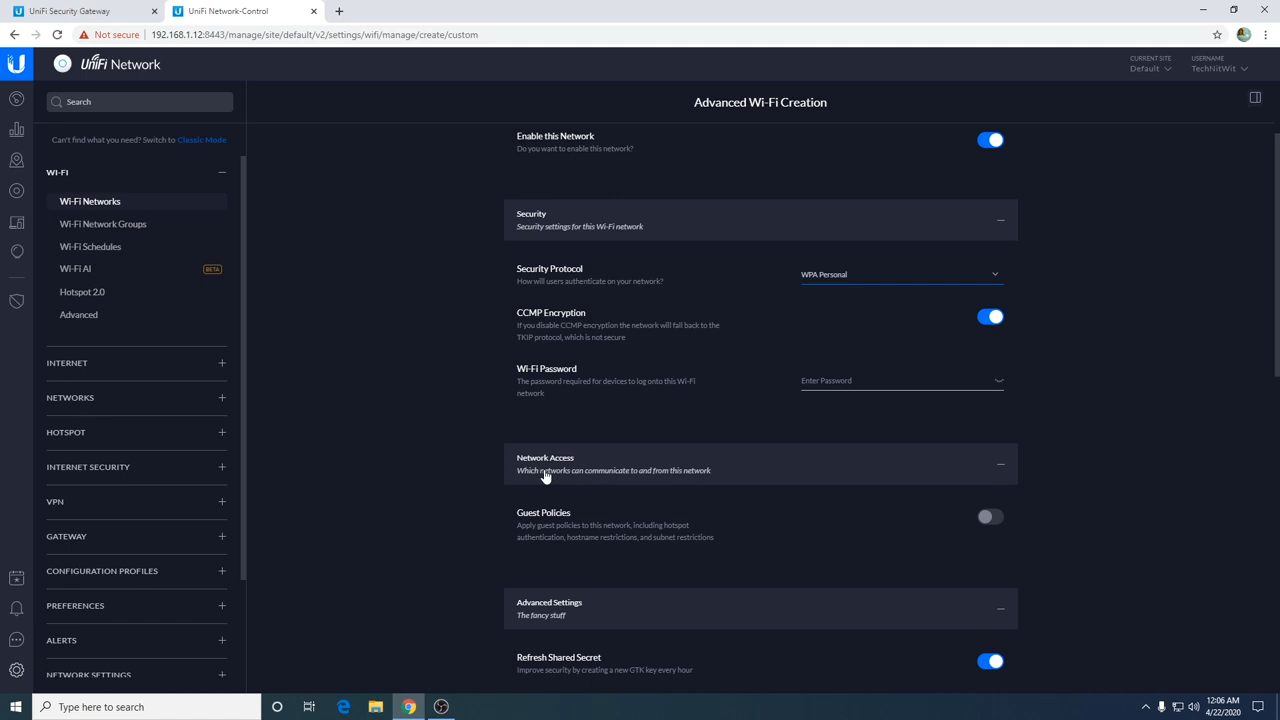 UniFi Security Gateway
UniFi Network-Control
Not secure
192.168.1.12:8443/manage/site/default/v2/settings/wifi/manage/create/custom
UniFi Network
CURRENT SITE
Default
USERNAME
TechNitWit
Search
Advanced Wi-Fi Creation
Can't find what you need? Switch to Classic Mode
WI-FI
Wi-Fi Networks
Wi-Fi Network Groups
Wi-Fi Schedules
Wi-Fi AI
BETA
Hotspot 2.0
Advanced
INTERNET
NETWORKS
HOTSPOT
INTERNET SECURITY
VPN
GATEWAY
CONFIGURATION PROFILES
PREFERENCES
ALERTS
NETWORK SETTINGS
Enable this Network
Do you want to enable this network?
Security
Security settings for this Wi-Fi network
Security Protocol
How will users authenticate on your network?
WPA Personal
CCMP Encryption
If you disable CCMP encryption the network will fall back to the
TKIP protocol, which is not secure
Wi-Fi Password
The password required for devices to log onto this Wi-Fi
network
Enter Password
Network Access
Which networks can communicate to and from this network
Guest Policies
Apply guest policies to this network, including hotspot
authentication, hostname restrictions, and subnet restrictions
Advanced Settings
The fancy stuff
Refresh Shared Secret
Improve security by creating a new GTK key every hour
Type here to search
12:06 AM
4/22/2020